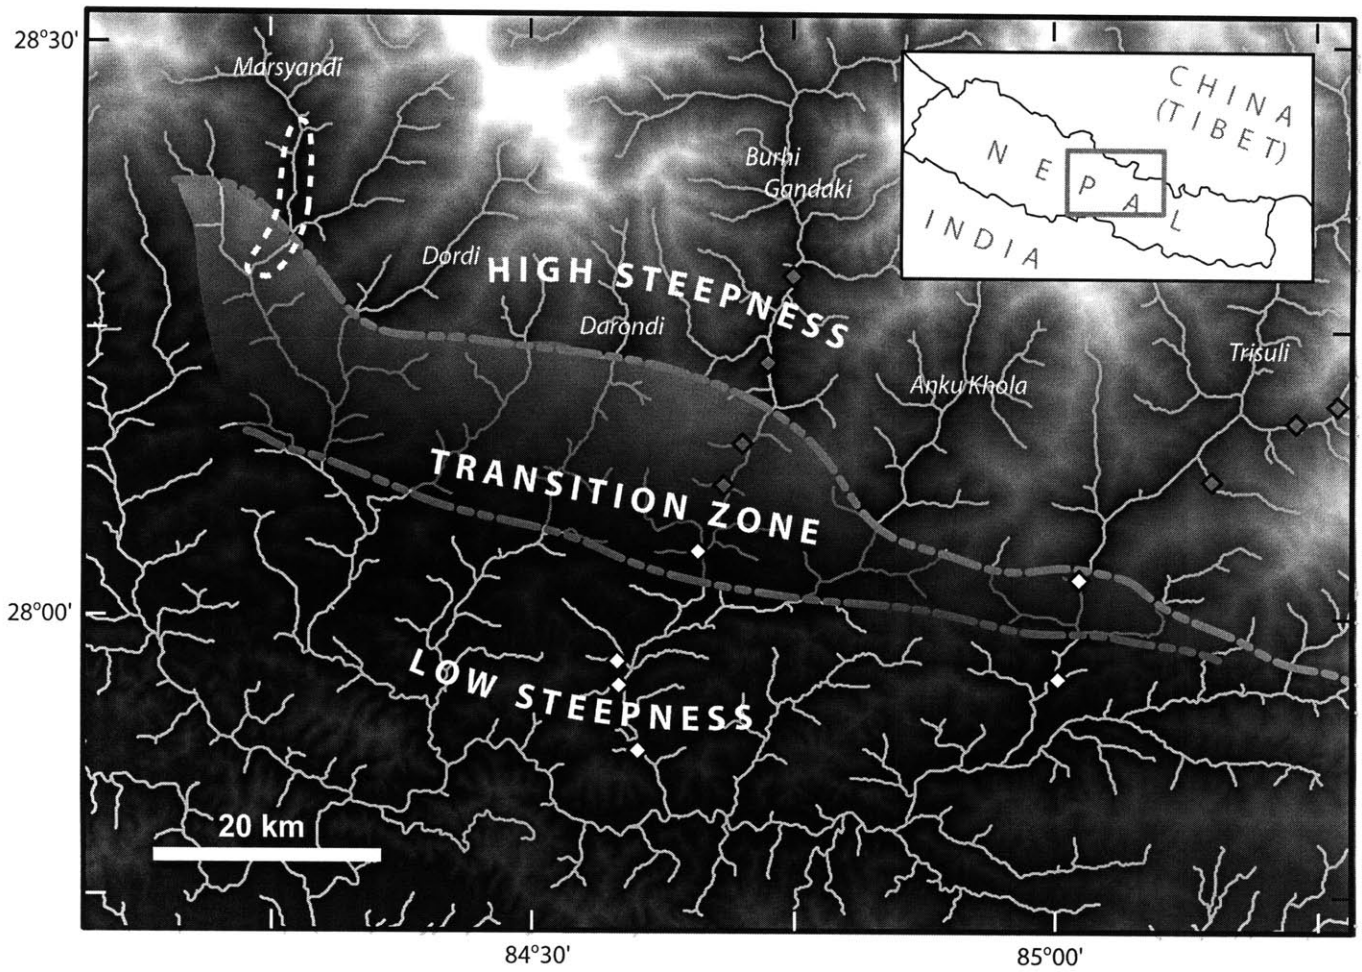 28°30'
Marsyandi
CHINA
(TIBET)
NEPAL
INDIA
Burhi
Gandaki
Dordi
HIGH STEEPNESS
Darondi
Trisuli
Anku Khola
TRANSITION ZONE
28°00'
LOW STEEPNESS
20 km
84°30'
85°00'